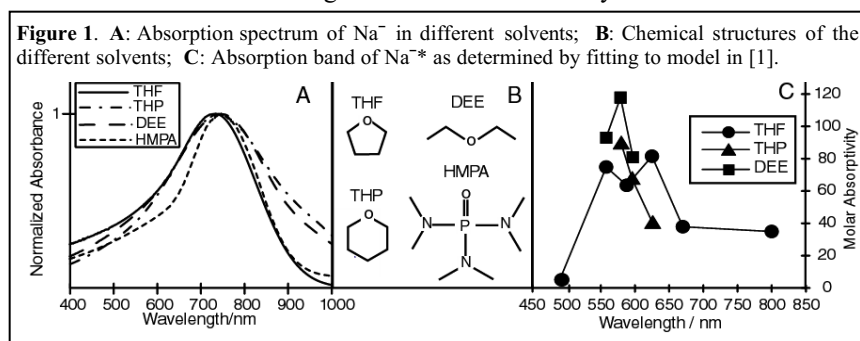 Figure 1. A: Absorption spectrum of Na⁻ in different solvents; B: Chemical structures of the
different solvents; C: Absorption band of Na⁻* as determined by fitting to model in [1].
THF
THP
DEE
HMPA
A
1
Normalized Absorbance
400 500 600 700 800 900 1000
Wavelength/nm
B
THF
O
DEE
O
THP
O
HMPA
O
N P N
N
C
THF
THP
DEE
120
100
80
60
40
20
0
Molar Absorptivity
450 500 550 600 650 700 750 800 850
Wavelength / nm